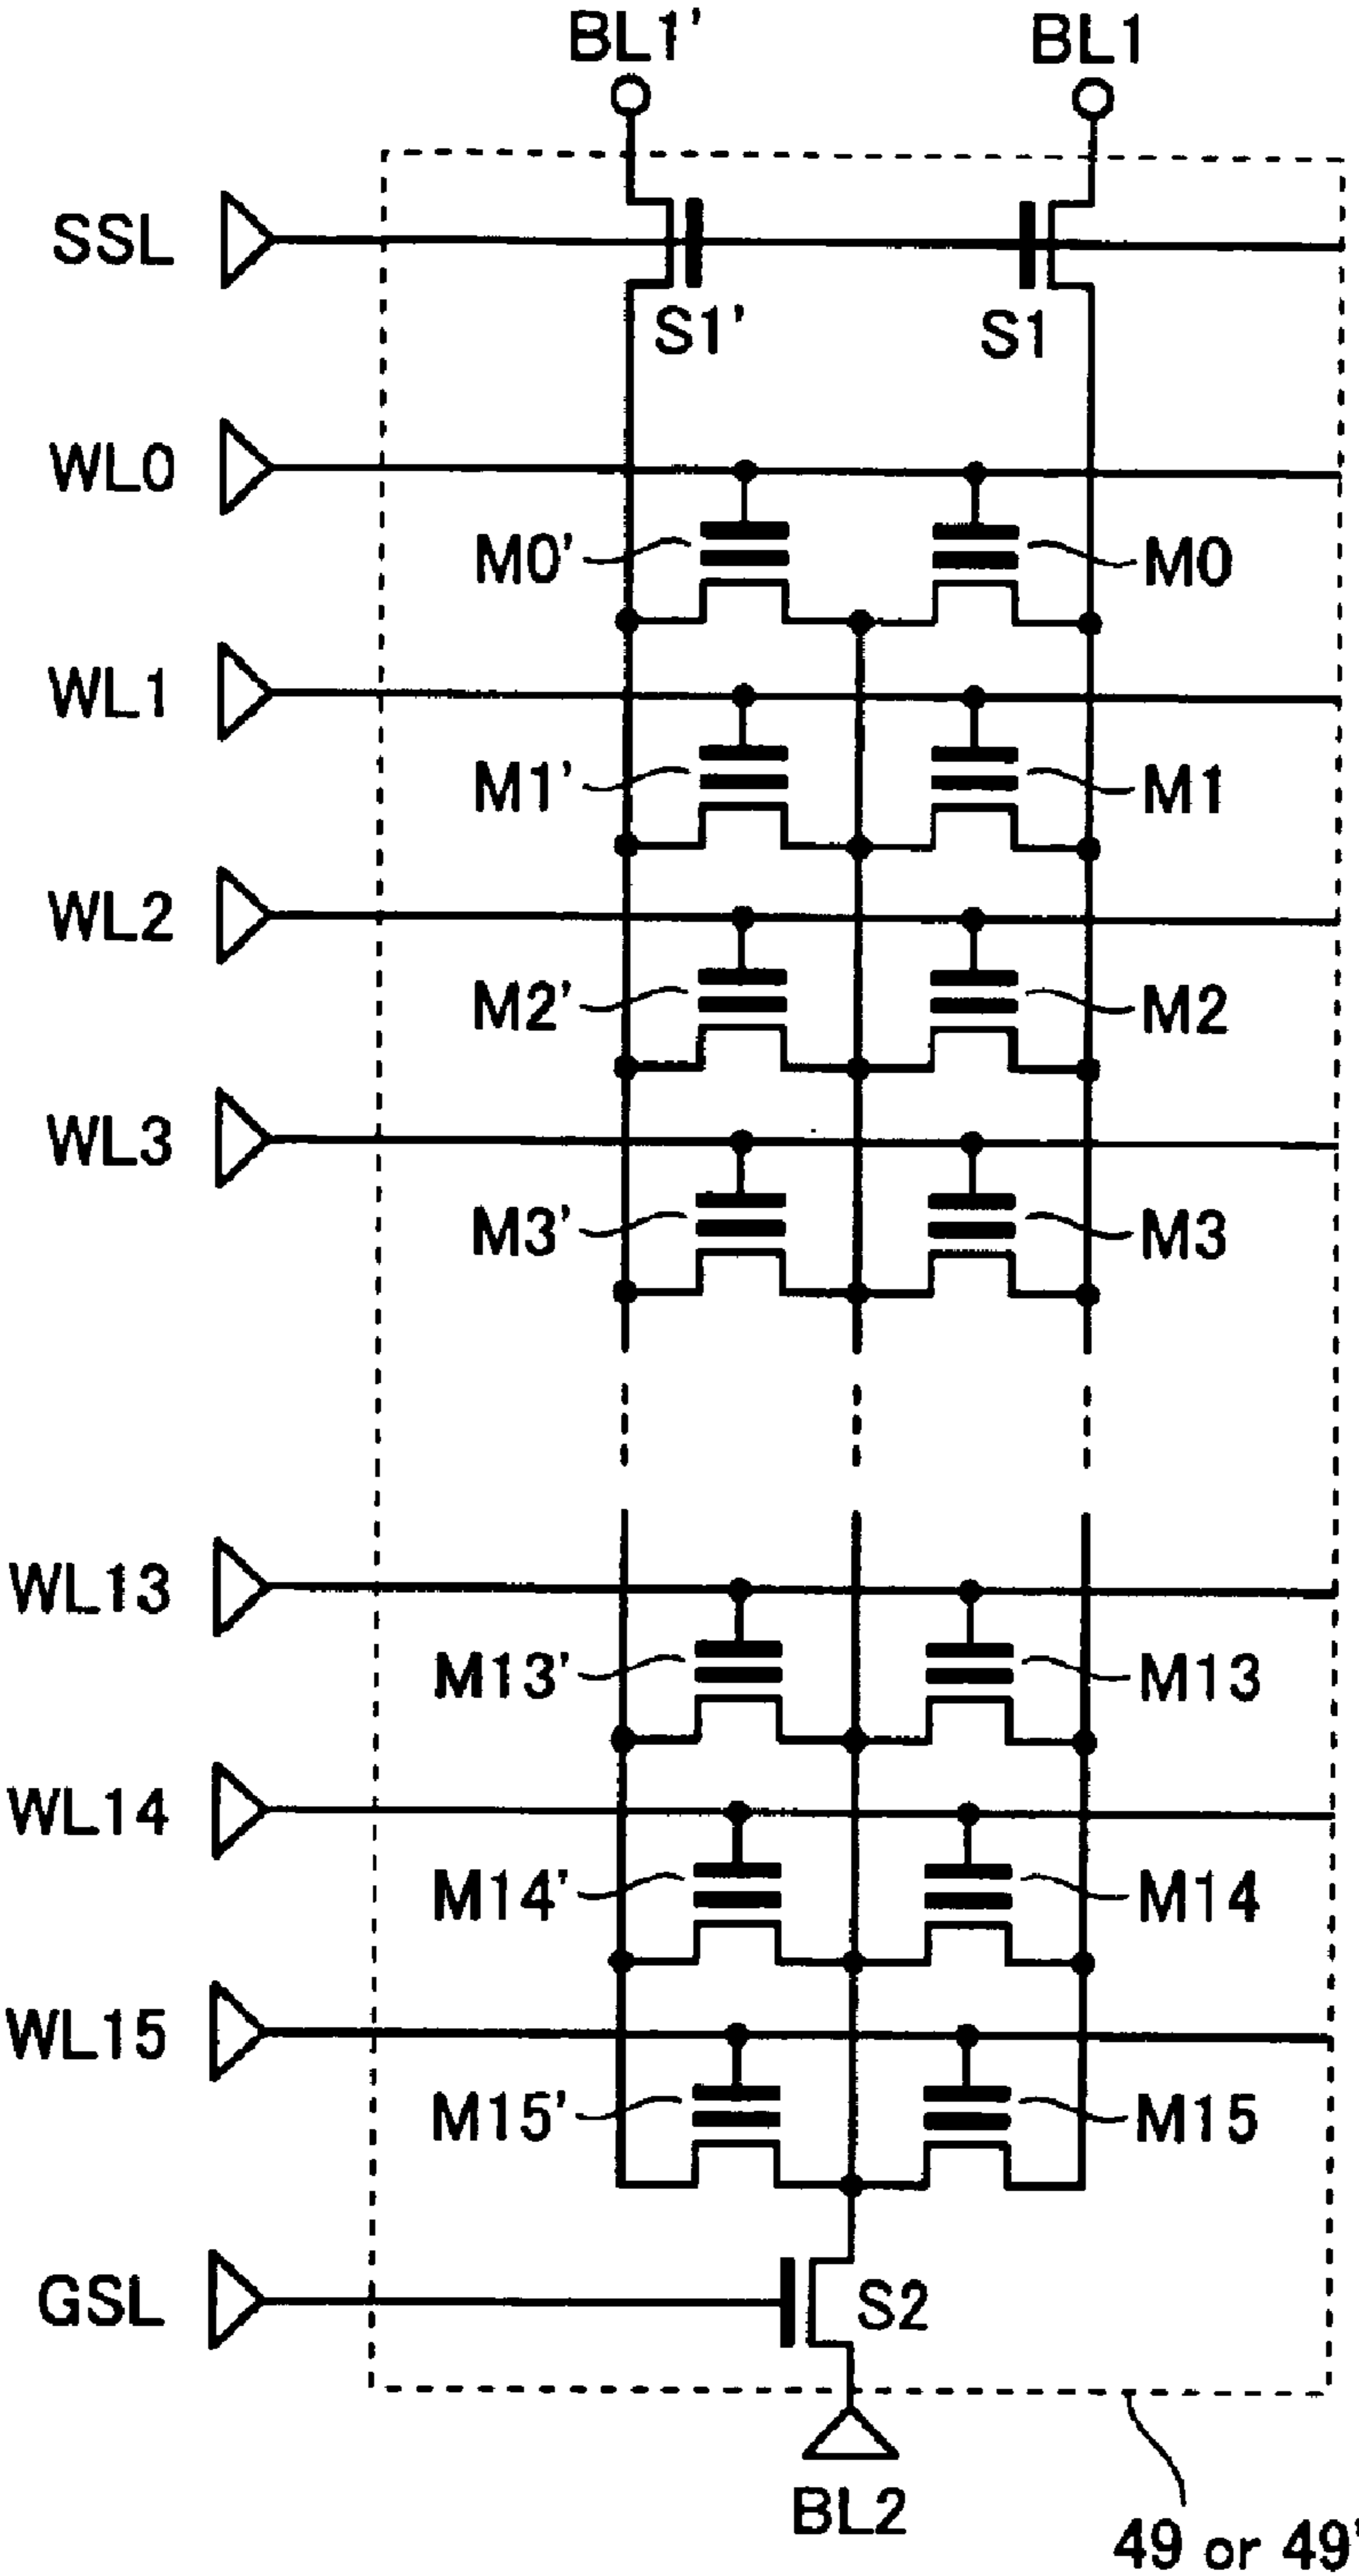 BL1' BL1
SSL
S1' S1
WL0
M0' M0
WL1
M1' M1
WL2
M2' M2
WL3
M3' M3
WL13
M13' M13
WL14
M14' M14
WL15
M15' M15
GSL S2
BL2
49 or 49'